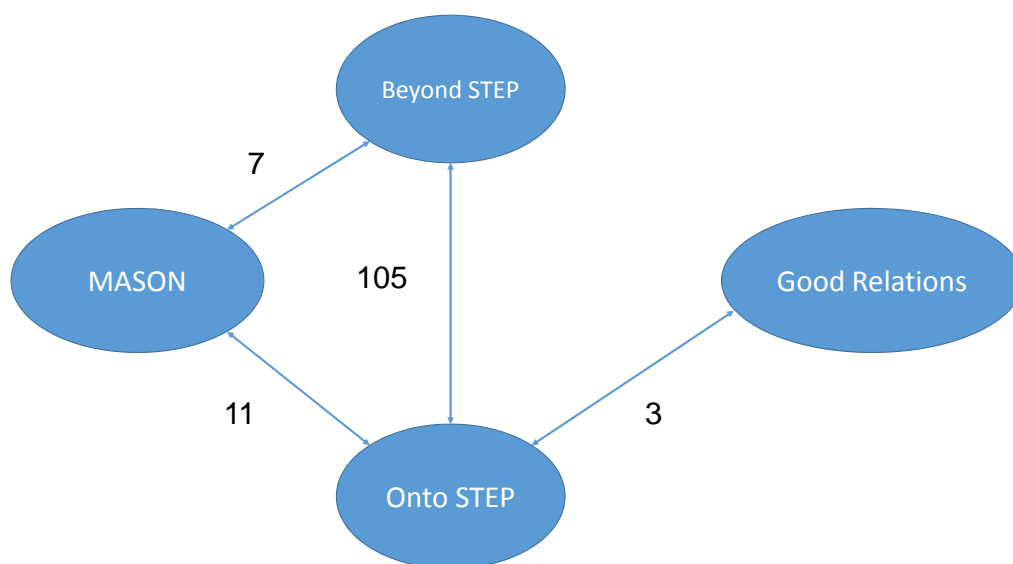 Beyond STEP
7
MASON
105
Good Relations
11
3
Onto STEP